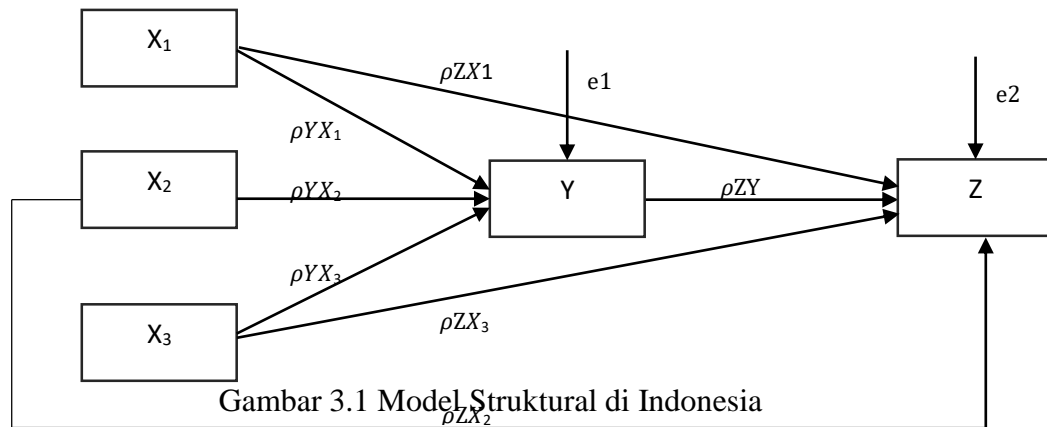 X₁
ρZX1
e1
e2
ρYX₁
X₂
ρYX₂
Y
ρZY
Z
ρYX₃
X₃
ρZX₃
Gambar 3.1 Model Struktural di Indonesia
ρZX₂